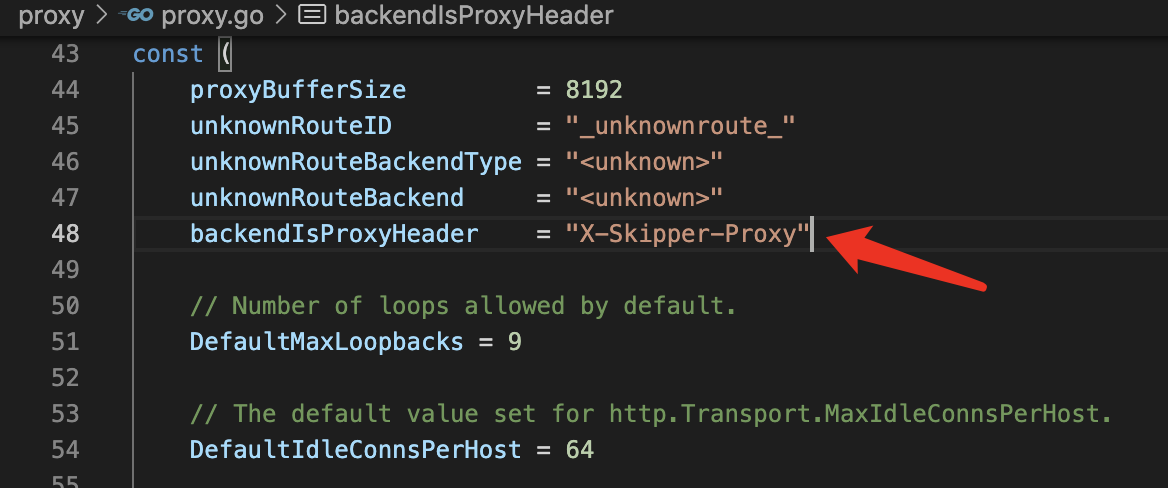 proxy > GO proxy.go > backendIsProxyHeader
43 const (
44 proxyBufferSize = 8192
45 unknownRouteID = "_unknownroute_"
46 unknownRouteBackendType = "<unknown>"
47 unknownRouteBackend = "<unknown>"
48 backendIsProxyHeader = "X-Skipper-Proxy"
49
50 // Number of loops allowed by default.
51 DefaultMaxLoopbacks = 9
52
53 // The default value set for http.Transport.MaxIdleConnsPerHost.
54 DefaultIdleConnsPerHost = 64
55